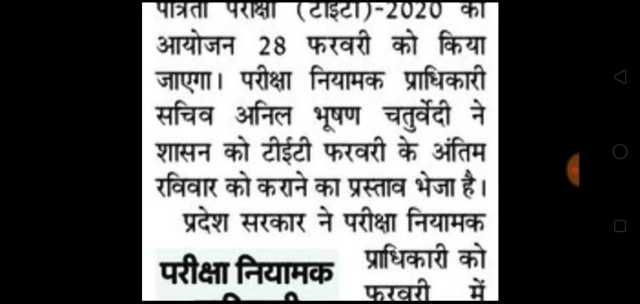 पात्रता परीक्षा (टीईटी)-2020 का
आयोजन 28 फरवरी को किया
जाएगा। परीक्षा नियामक प्राधिकारी
सचिव अनिल भूषण चतुर्वेदी ने
शासन को टीईटी फरवरी के अंतिम
रविवार को कराने का प्रस्ताव भेजा है।
प्रदेश सरकार ने परीक्षा नियामक
प्राधिकारी को
परीक्षा नियामक
फरवरी में